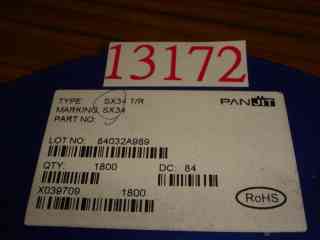 13172
TYPE: SX34 T/R
PANJIT
MARKING: SX34
PART NO:
LOT NO: 84032A989
QTY: 1800 DC: 84
X039709 1800
RoHS